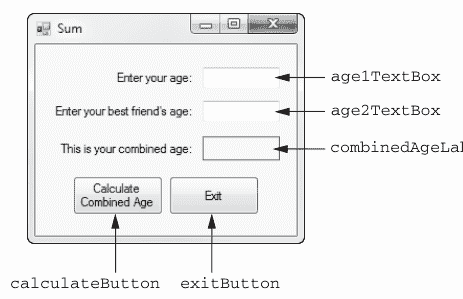 Sum
Enter your age:
age1TextBox
Enter your best friend's age:
age2TextBox
This is your combined age:
combinedAgeLa
Calculate
Combined Age
Exit
calculateButton
exitButton